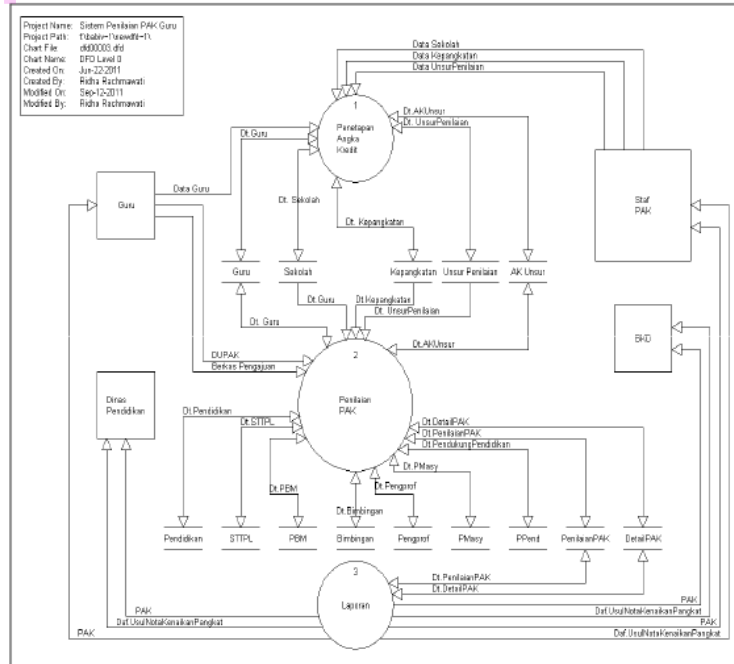 Project Name: Sistem Penilaian PAK Guru
Project Path:
Chart File: dfd00003.dfd
Chart Name: DFD Level 0
Created On: Jun-22-2011
Created By: Ridha Rachmawati
Modified On: Sep-12-2011
Modified By: Ridha Rachmawati
Data Sekolah
Data Kepangkatan
Data UnsurPenilaian
1
Penetapan
Angka
Kredit
Dt.AKUnsur
Dt. UnsurPenilaian
Dt.Guru
Staf
PAK
Guru
Data Guru
Dt. Sekolah
Dt. Kepangkatan
Guru
Sekolah
Kepangkatan
Unsur Penilaian
AK Unsur
Dt.Guru
Dt.Kepangkatan
Dt. UnsurPenilaian
Dt. Guru
BKD
Dt.AKUnsur
2
Penilaian
PAK
DUPAK
Berkas Pengajuan
Dinas
Pendidikan
Dt.Pendidikan
Dt.STTPL
Dt.DetailPAK
Dt.PenilaianPAK
Dt.PendukungPendidikan
Dt.PMasy
Dt.PBM
Dt.Pengprof
Dt.Bimbingan
Pendidikan
STTPL
PBM
Bimbingan
Pengprof
PMasy
PPend
PenilaianPAK
DetailPAK
3
Laporan
Dt.PenilaianPAK
Dt.DetailPAK
PAK
PAK
Daf.UsulNotaKenaikanPangkat
Daf.UsulNotaKenaikanPangkat
PAK
PAK
Daf.UsulNotaKenaikanPangkat